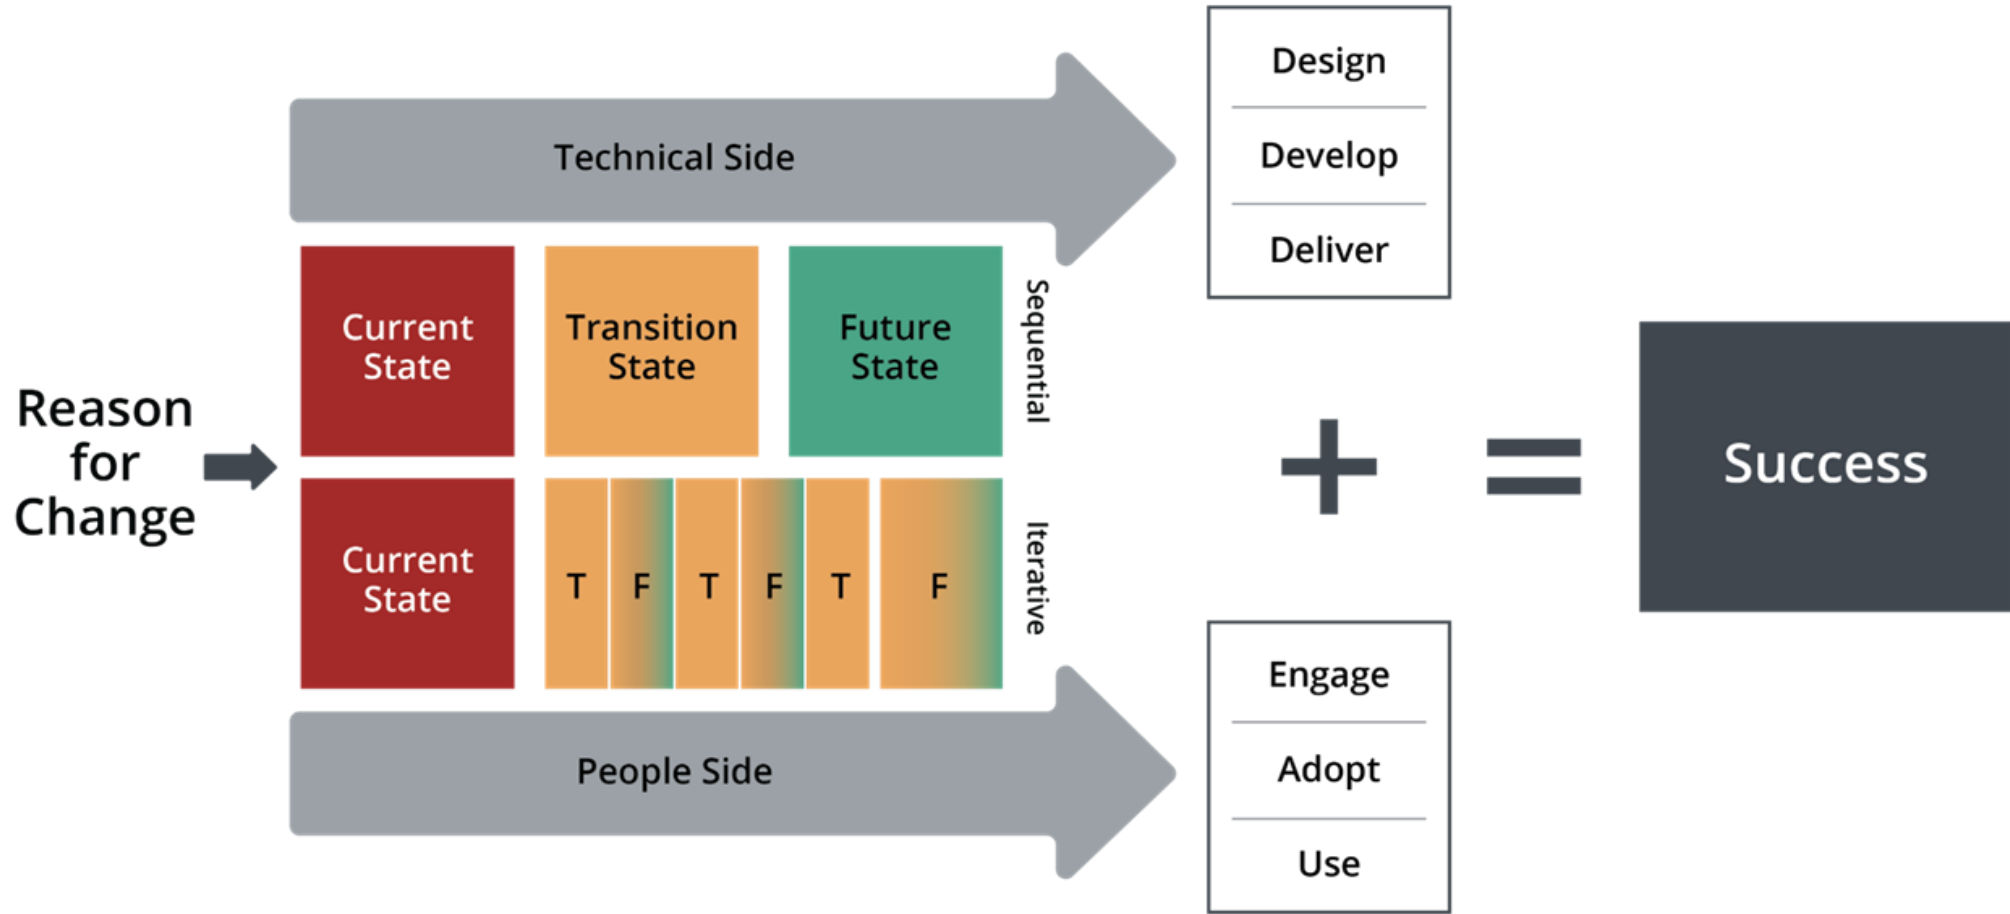 Reason
for
Change
Technical Side
Current
State
Transition
State
Future
State
Sequential
Current
State
T
F
T
F
T
F
Iterative
People Side
Design
Develop
Deliver
+
Engage
Adopt
Use
=
Success